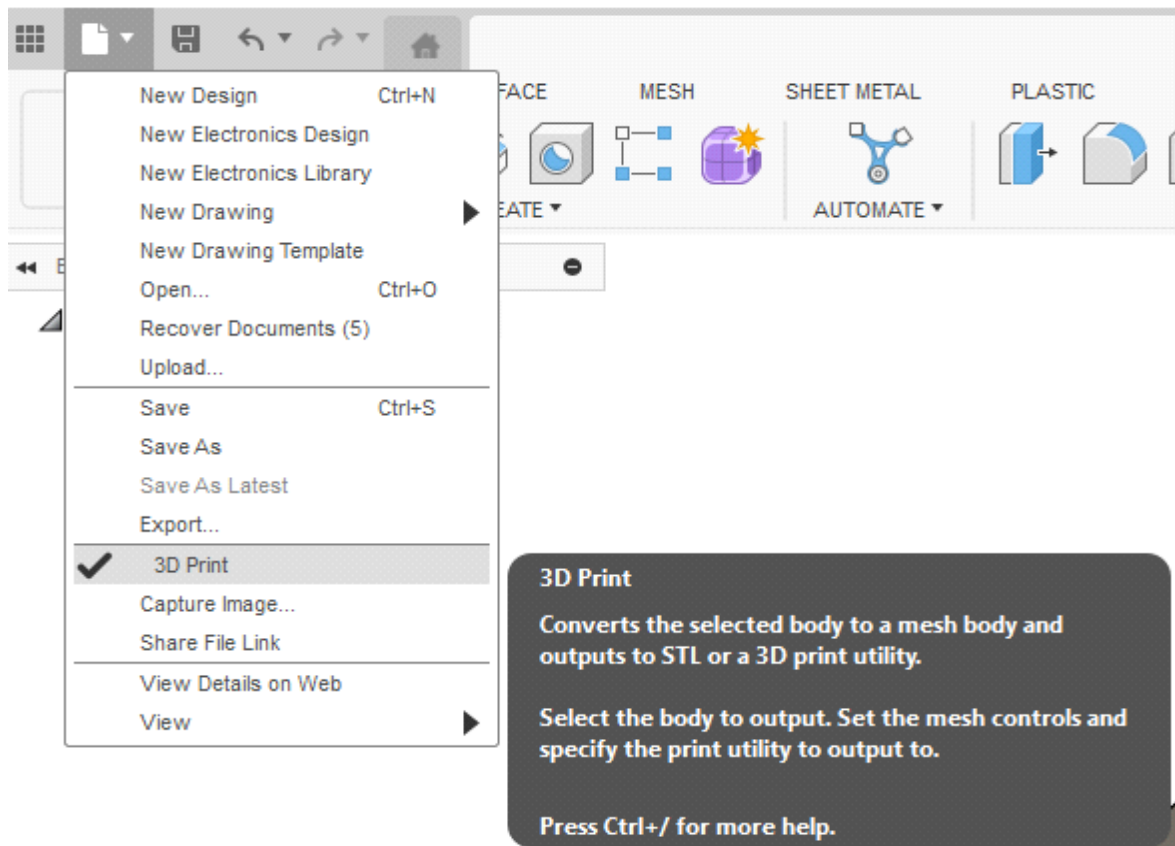 FACE MESH SHEET METAL PLASTIC
EATE AUTOMATE
New Design Ctrl+N
New Electronics Design
New Electronics Library
New Drawing
New Drawing Template
Open... Ctrl+O
Recover Documents (5)
Upload...
Save Ctrl+S
Save As
Save As Latest
Export...
3D Print
Capture Image...
Share File Link
View Details on Web
View
3D Print
Converts the selected body to a mesh body and
outputs to STL or a 3D print utility.
Select the body to output. Set the mesh controls and
specify the print utility to output to.
Press Ctrl+/ for more help.